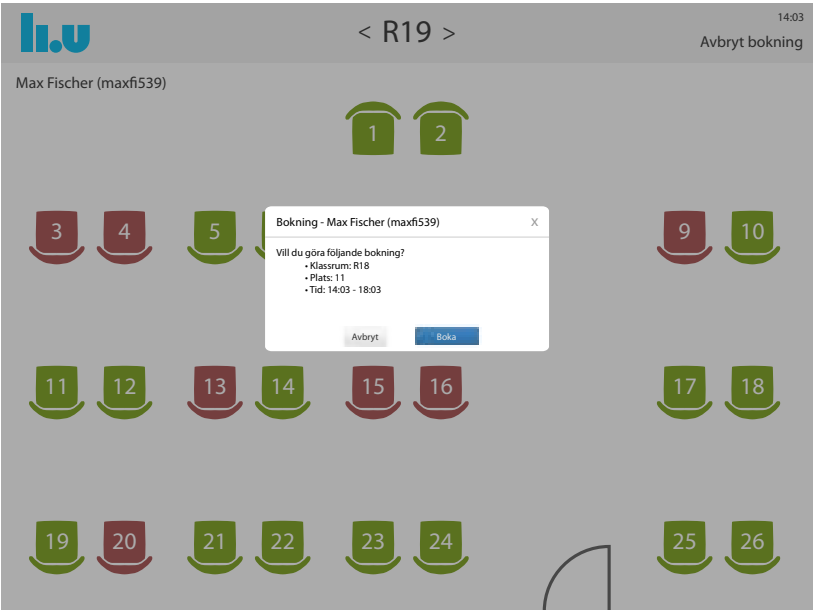 li.u
< R19 >
14:03
Avbryt bokning
Max Fischer (maxfi539)
1 2
3 4 5 9 10
Bokning - Max Fischer (maxfi539) X
Vill du göra följande bokning?
• Klassrum: R18
• Plats: 11
• Tid: 14:03 - 18:03
Avbryt Boka
11 12 13 14 15 16 17 18
19 20 21 22 23 24 25 26